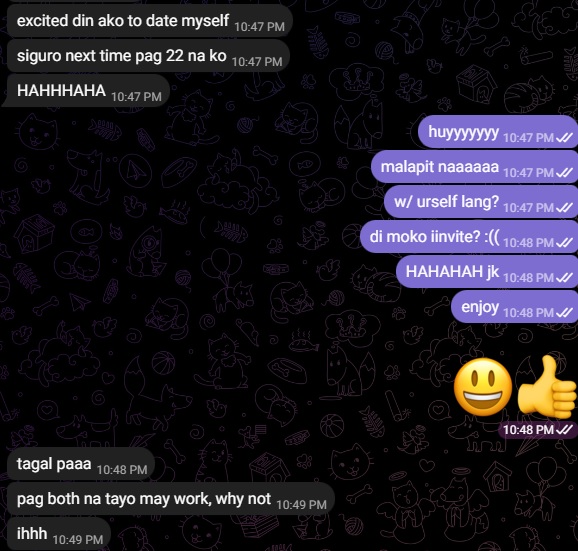 excited din ako to date myself 10:47 PM
siguro next time pag 22 na ko 10:47 PM
HAHHHAHA 10:47 PM
huyyyyyyy 10:47 PM
malapit naaaaaa 10:47 PM
w/ urself lang? 10:47 PM
di moko iinvite? :(( 10:48 PM
HAHAHAH jk 10:48 PM
enjoy 10:48 PM
😃👍
10:48 PM
tagal paaa 10:48 PM
pag both na tayo may work, why not 10:49 PM
ihhh 10:49 PM